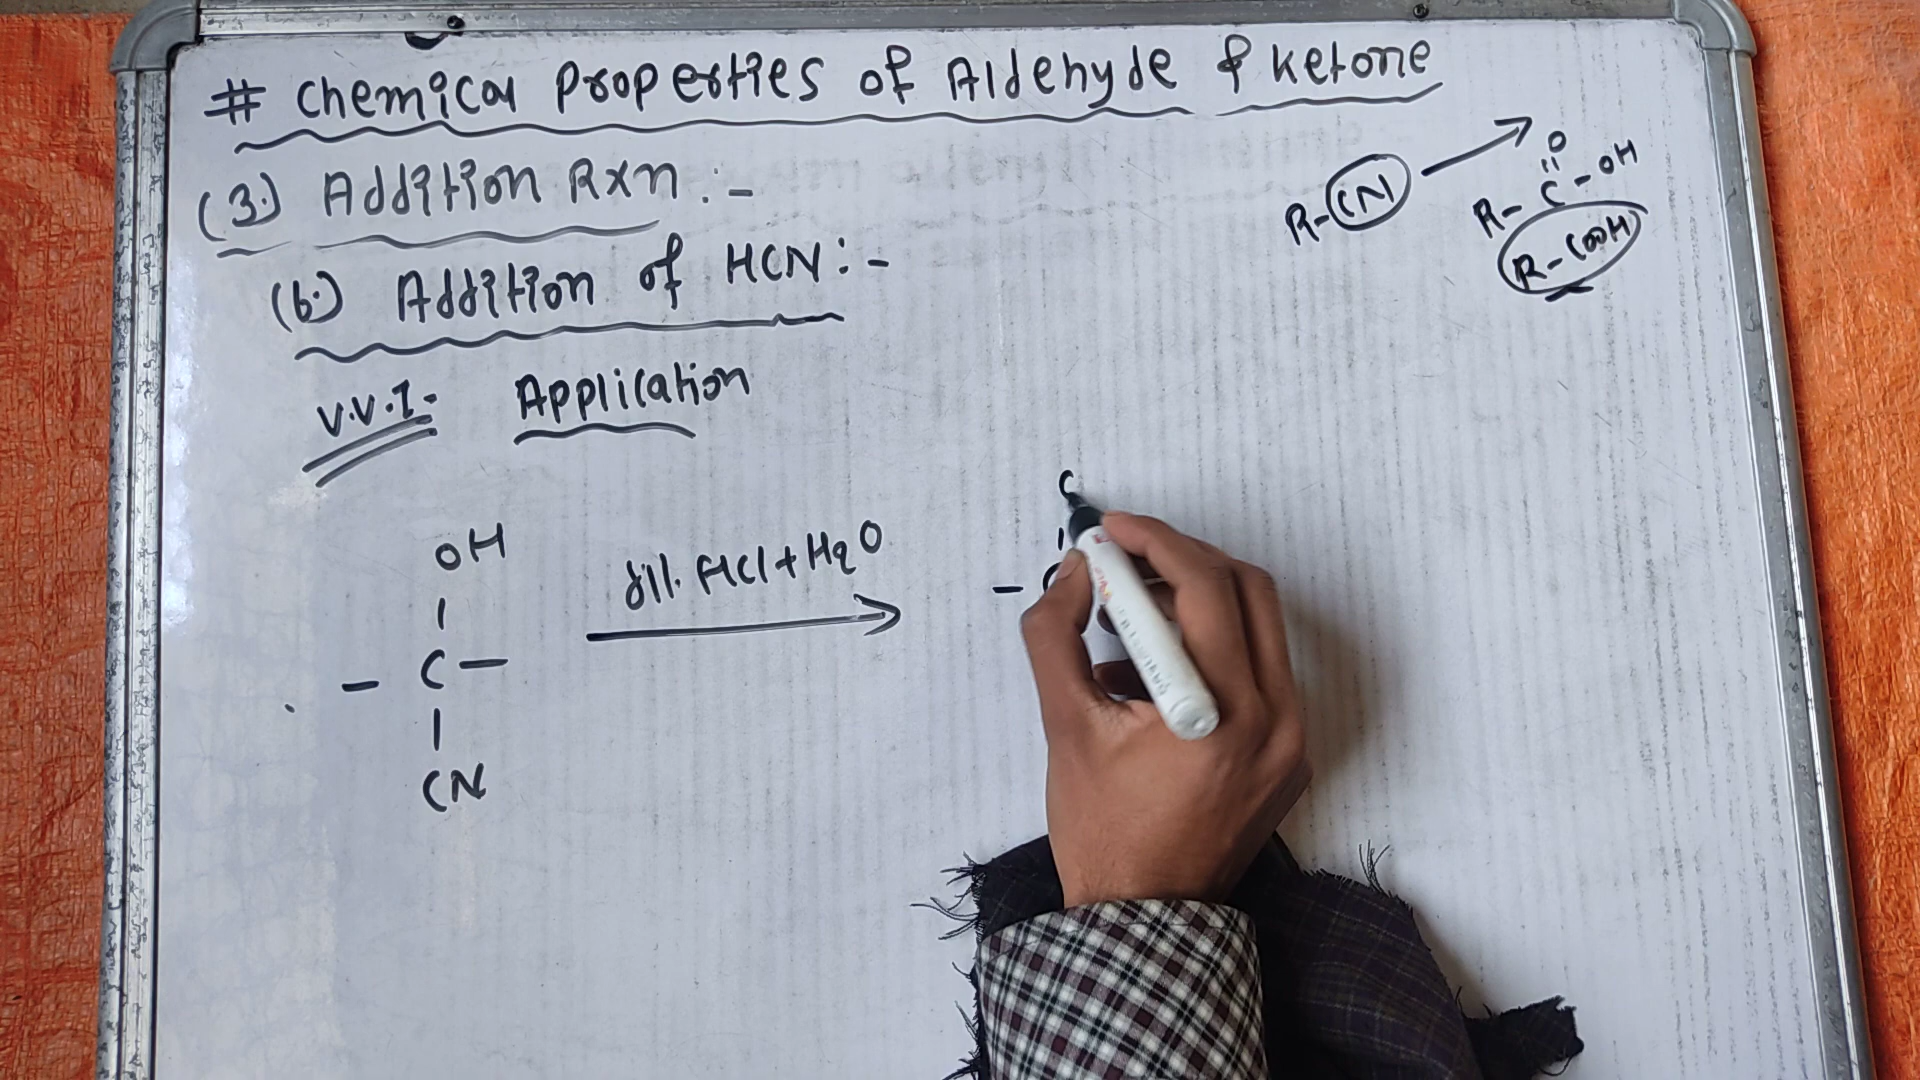 # Chemical Properties of Aldehyde & Ketone
(3.) Addition Rxn :-
R-CN → R-C-OH
O
R-COOH
(b.) Addition of HCN :-
V.V.I. Application
OH
-C-
CN
dil. HCl + H2O
-